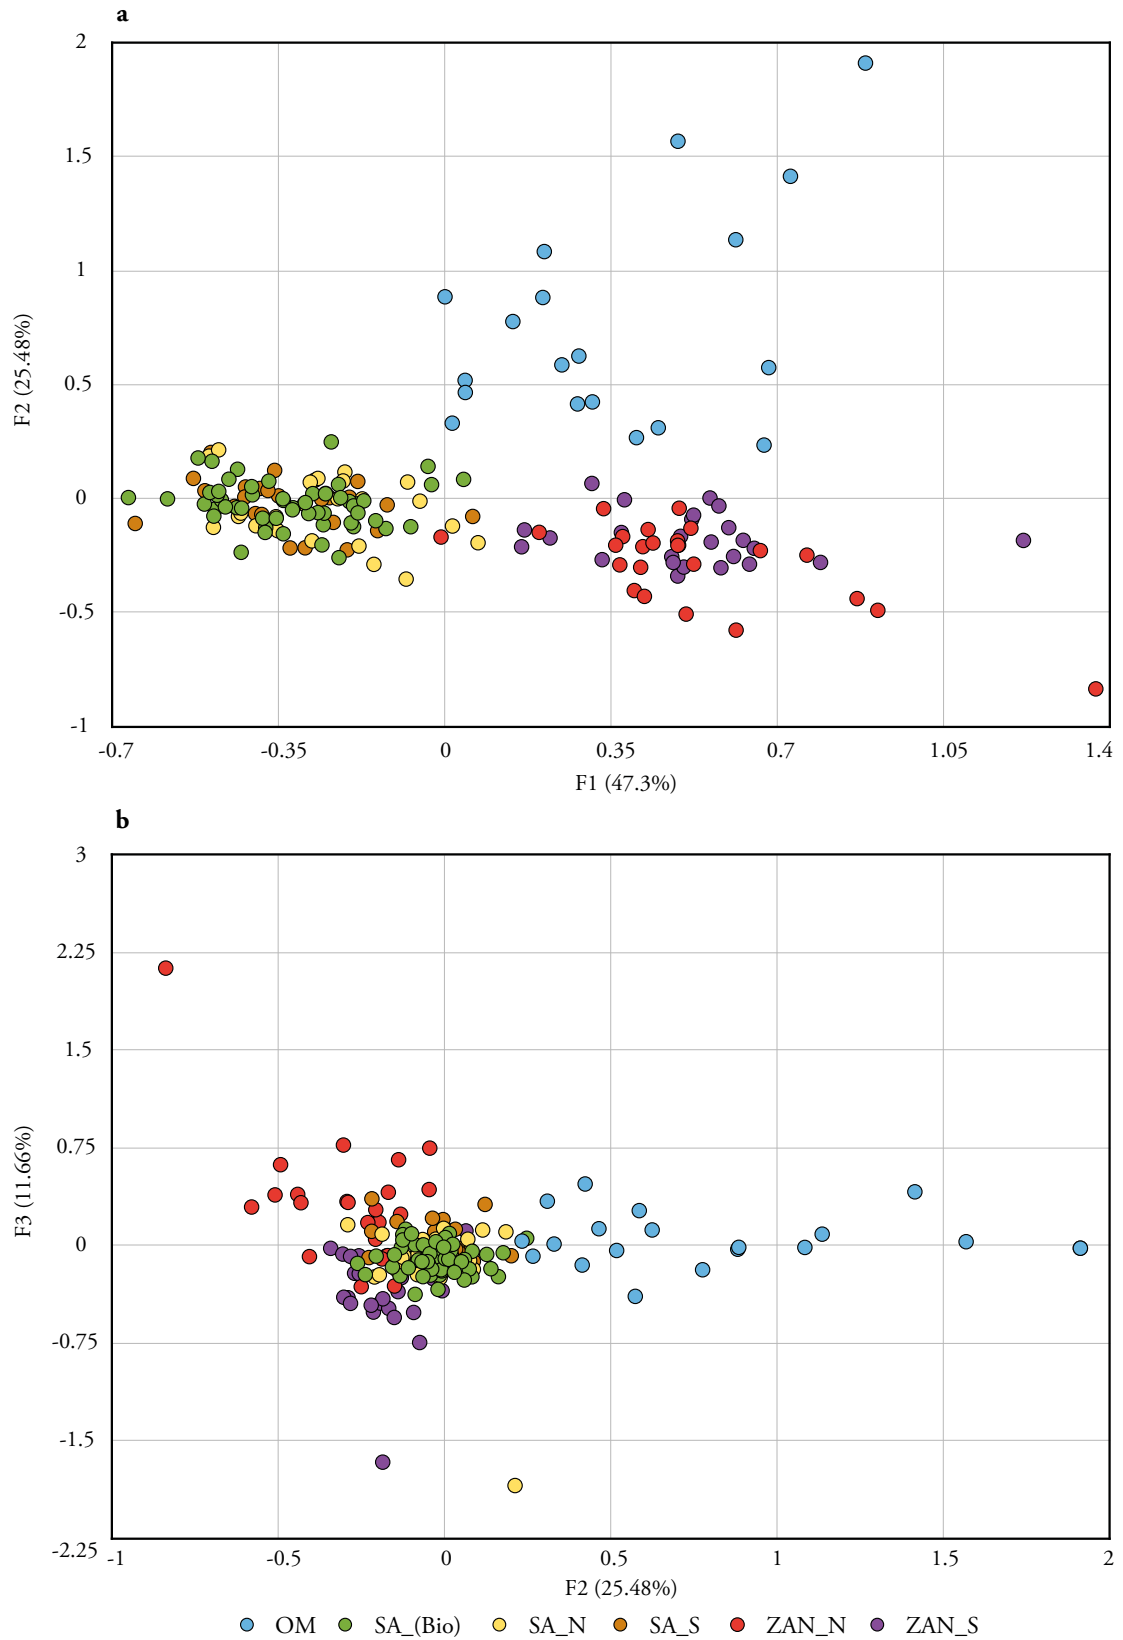 a
2
1.5
1
0.5
0
-0.5
-1
F2 (25.48%)
-0.7 -0.35 0 0.35 0.7 1.05 1.4
F1 (47.3%)
b
3
2.25
1.5
0.75
0
-0.75
-1.5
-2.25
F3 (11.66%)
-1 -0.5 0 0.5 1 1.5 2
F2 (25.48%)
OM SA_(Bio) SA_N SA_S ZAN_N ZAN_S